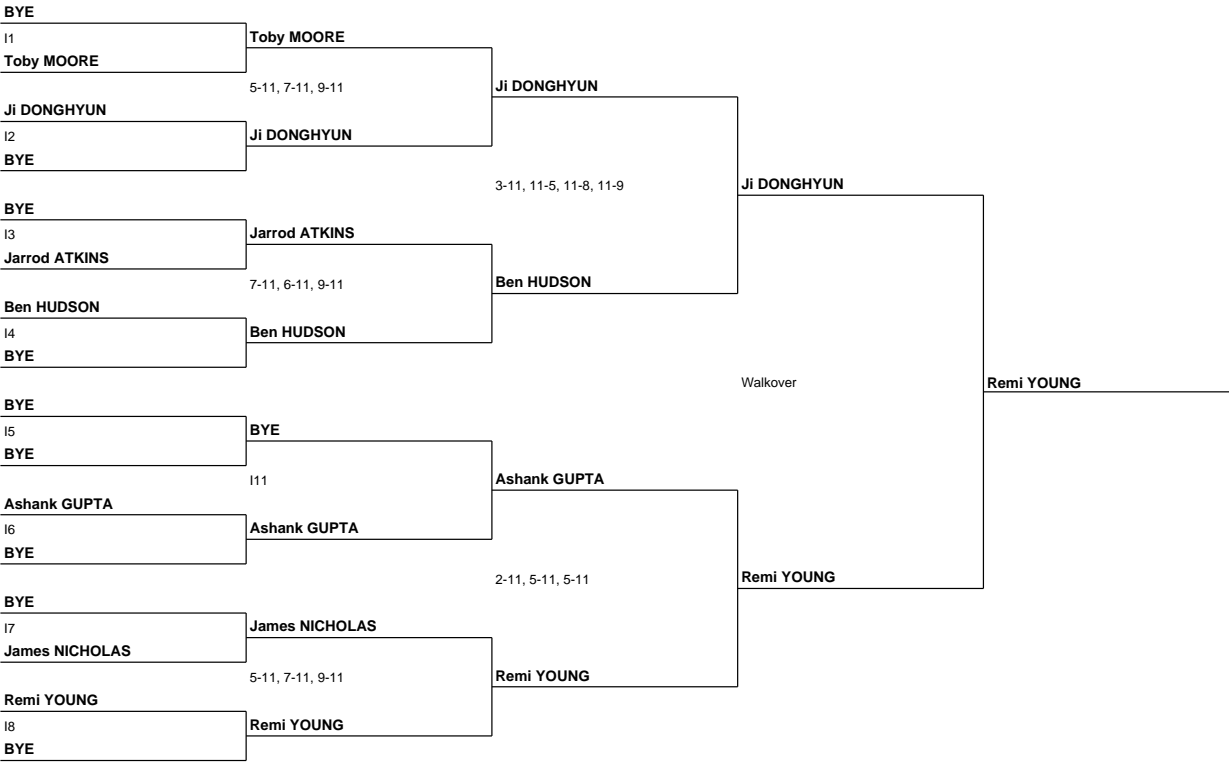 BYE
I1
Toby MOORE
Toby MOORE
5-11, 7-11, 9-11
Ji DONGHYUN
Ji DONGHYUN
I2
Ji DONGHYUN
BYE
3-11, 11-5, 11-8, 11-9
Ji DONGHYUN
BYE
I3
Jarrod ATKINS
Jarrod ATKINS
7-11, 6-11, 9-11
Ben HUDSON
Ben HUDSON
I4
Ben HUDSON
BYE
Walkover
Remi YOUNG
BYE
I5
BYE
BYE
I11
Ashank GUPTA
Ashank GUPTA
I6
Ashank GUPTA
BYE
2-11, 5-11, 5-11
Remi YOUNG
BYE
I7
James NICHOLAS
James NICHOLAS
5-11, 7-11, 9-11
Remi YOUNG
Remi YOUNG
I8
Remi YOUNG
BYE